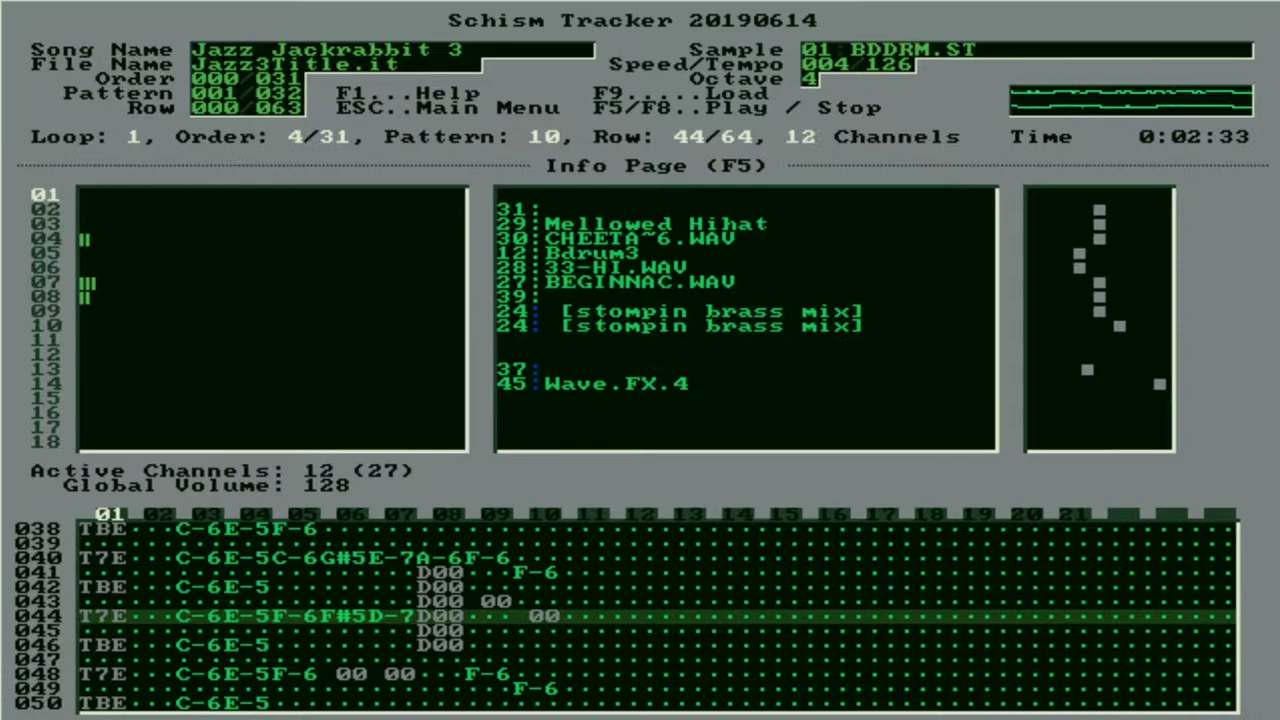 Schism Tracker 20190614
Song Name Jazz Jackrabbit 3 Sample 01 BDDRM.ST
File Name Jazz3Title.it Speed/Tempo 004/126
Order 000/031 Octave 4
Pattern 001/032 F1...Help F9.....Load
Row 000/063 ESC..Main Menu F5/F8..Play / Stop
Loop: 1, Order: 4/31, Pattern: 10, Row: 44/64, 12 Channels Time 0:02:33
Info Page (F5)
01
02 31:
03 29:Mellowed Hihat
04 30:CHEETA~6.WAV
05 12:Bdrum3
06 28:33-HI.WAV
07 27:BEGINNAC.WAV
08 39:
09 24: [stompin brass mix]
10 24: [stompin brass mix]
11
12
13 37:
14 45:Wave.FX.4
15
16
17
18
Active Channels: 12 (27)
Global Volume: 128
01 02 03 04 05 06 07 08 09 10 11 12 13 14 15 16 17 18 19 20 21
038 TBE···C-6E-5F-6
039
040 T7E···C-6E-5C-6G#5E-7A-6F-6
041 D00···F-6
042 TBE···C-6E-5 D00
043 D00 00
044 T7E···C-6E-5F-6F#5D-7D00 00
045 D00
046 TBE···C-6E-5 D00
047
048 T7E···C-6E-5F-6 00 00 ···F-6
049 F-6
050 TBE···C-6E-5